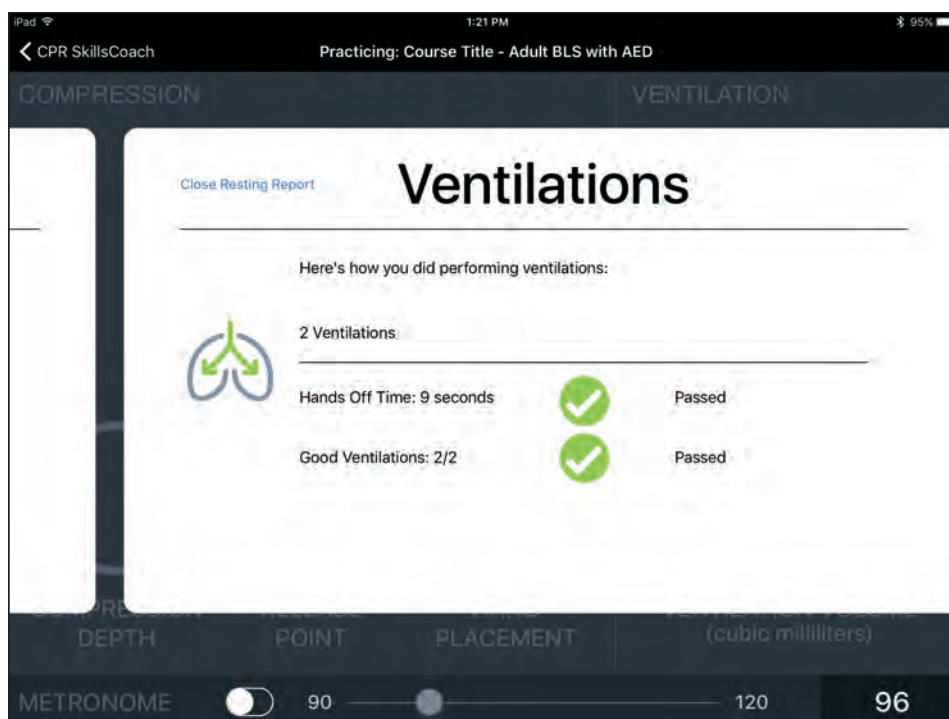 iPad 1:21 PM 95%
CPR SkillsCoach Practicing: Course Title - Adult BLS with AED
COMPRESSION VENTILATION
Close Resting Report Ventilations
Here's how you did performing ventilations:
2 Ventilations
Hands Off Time: 9 seconds Passed
Good Ventilations: 2/2 Passed
DEPTH POINT PLACEMENT (cubic milliliters)
METRONOME 90 120 96